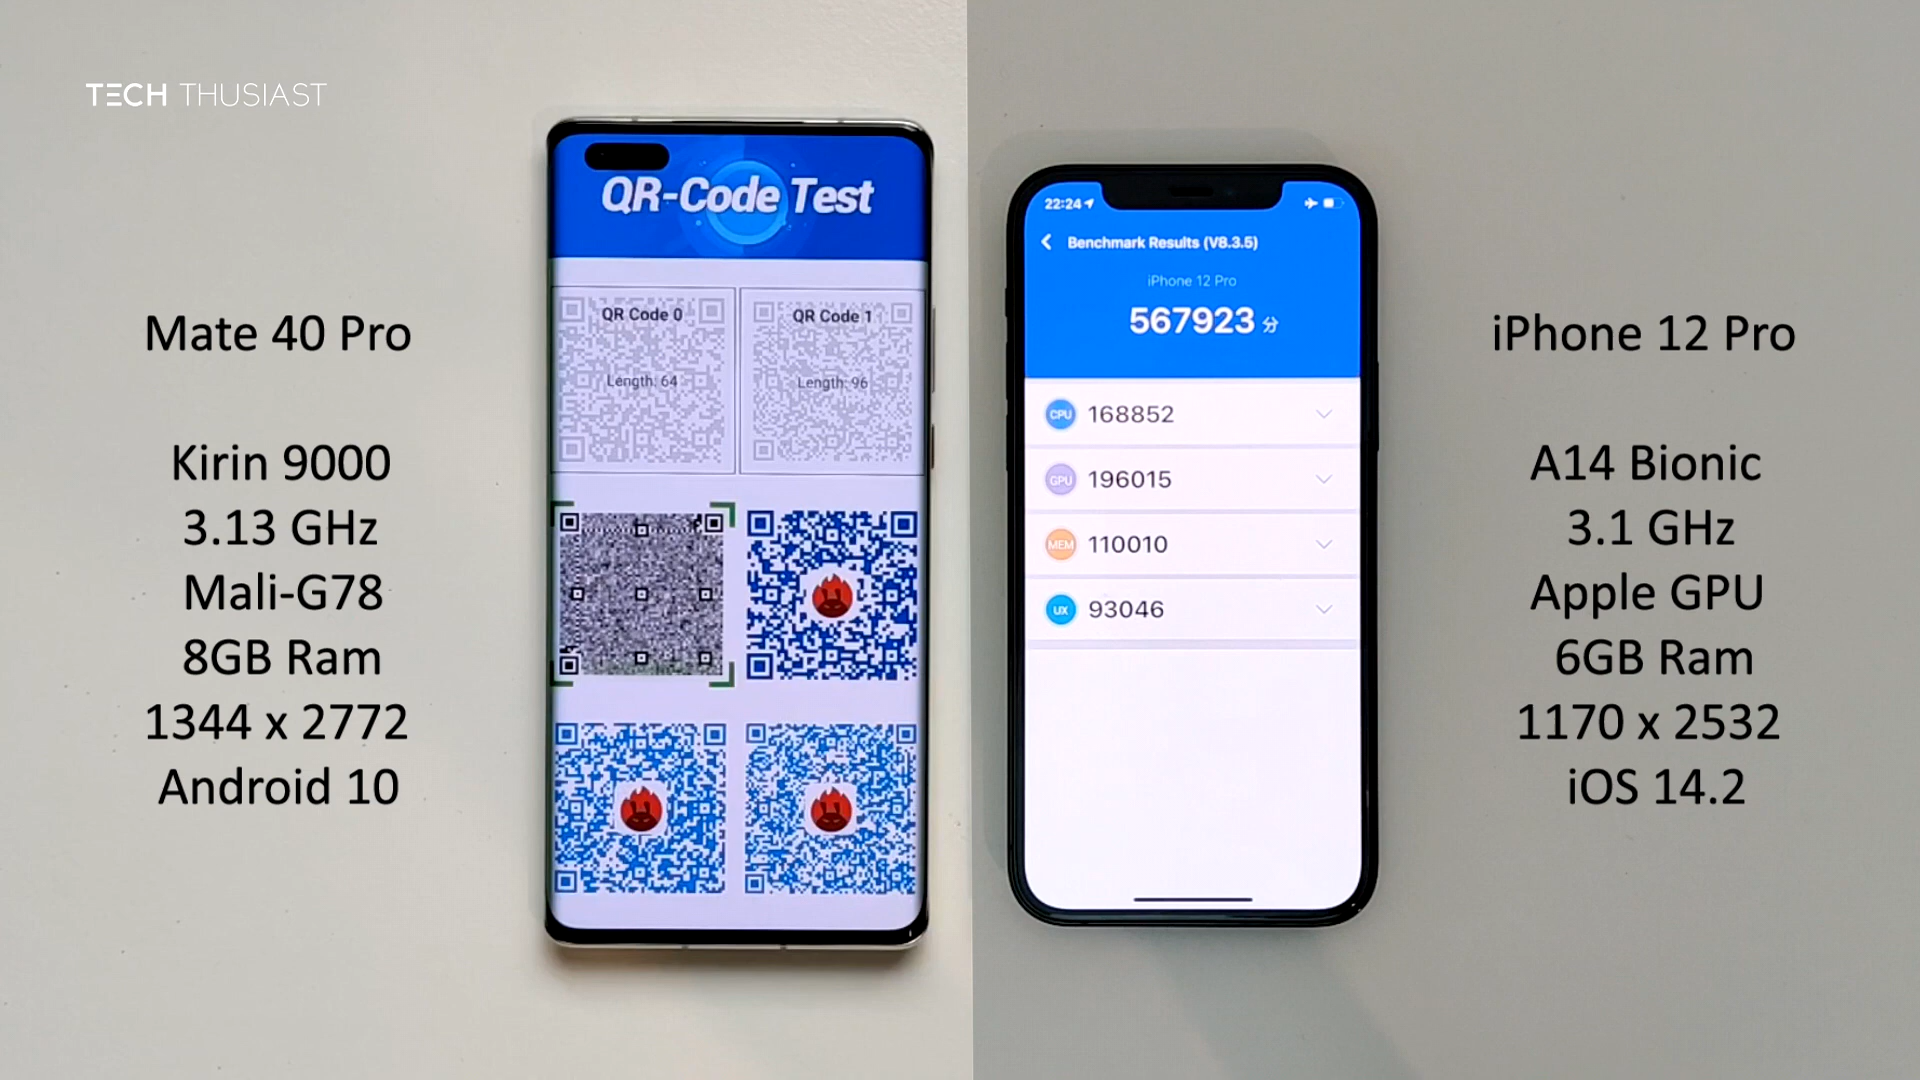 TECH THUSIAST
Mate 40 Pro
Kirin 9000
3.13 GHz
Mali-G78
8GB Ram
1344 x 2772
Android 10
QR-Code Test
QR Code 0
Length: 64
QR Code 1
Length: 96
22:24
Benchmark Results (V8.3.5)
iPhone 12 Pro
567923 分
CPU 168852
GPU 196015
MEM 110010
UX 93046
iPhone 12 Pro
A14 Bionic
3.1 GHz
Apple GPU
6GB Ram
1170 x 2532
iOS 14.2